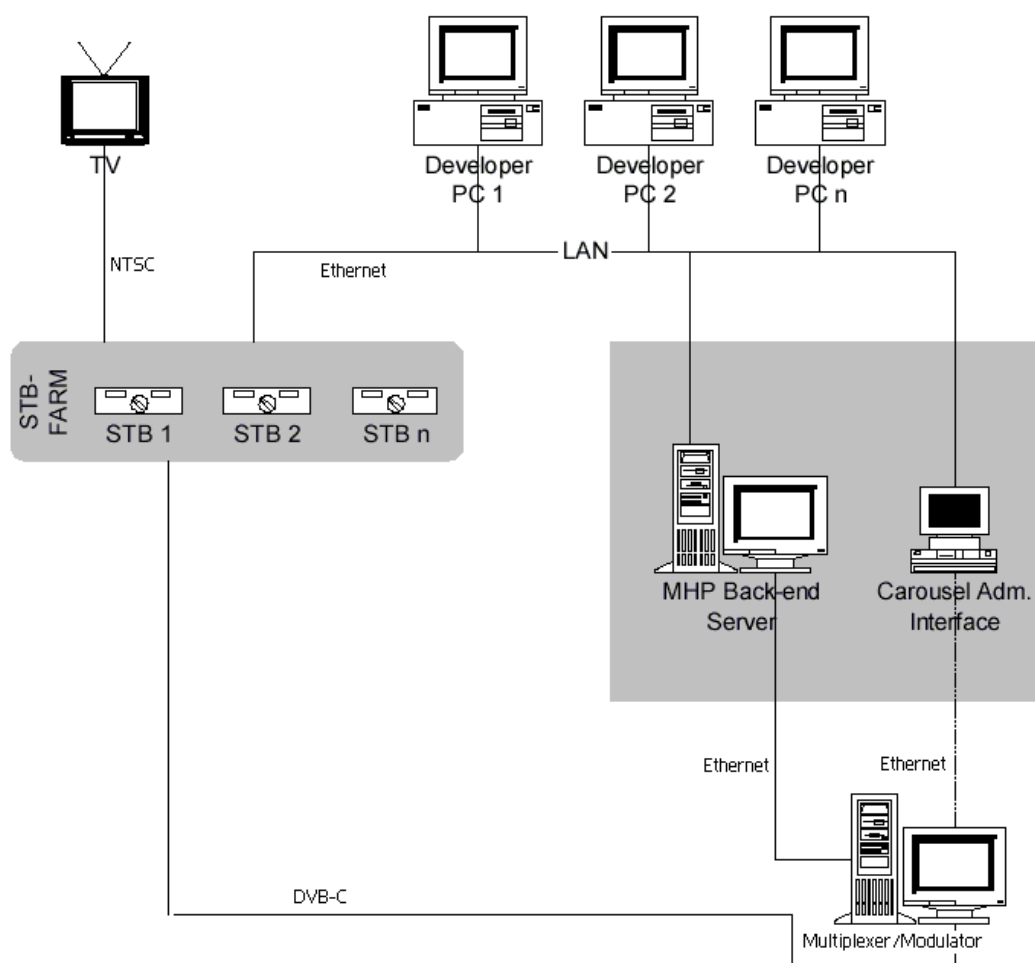 TV
Developer
PC 1
Developer
PC 2
Developer
PC n
LAN
NTSC
Ethernet
STB-
FARM
STB 1
STB 2
STB n
MHP Back-end
Server
Carousel Adm.
Interface
Ethernet
Ethernet
DVB-C
Multiplexer/Modulator